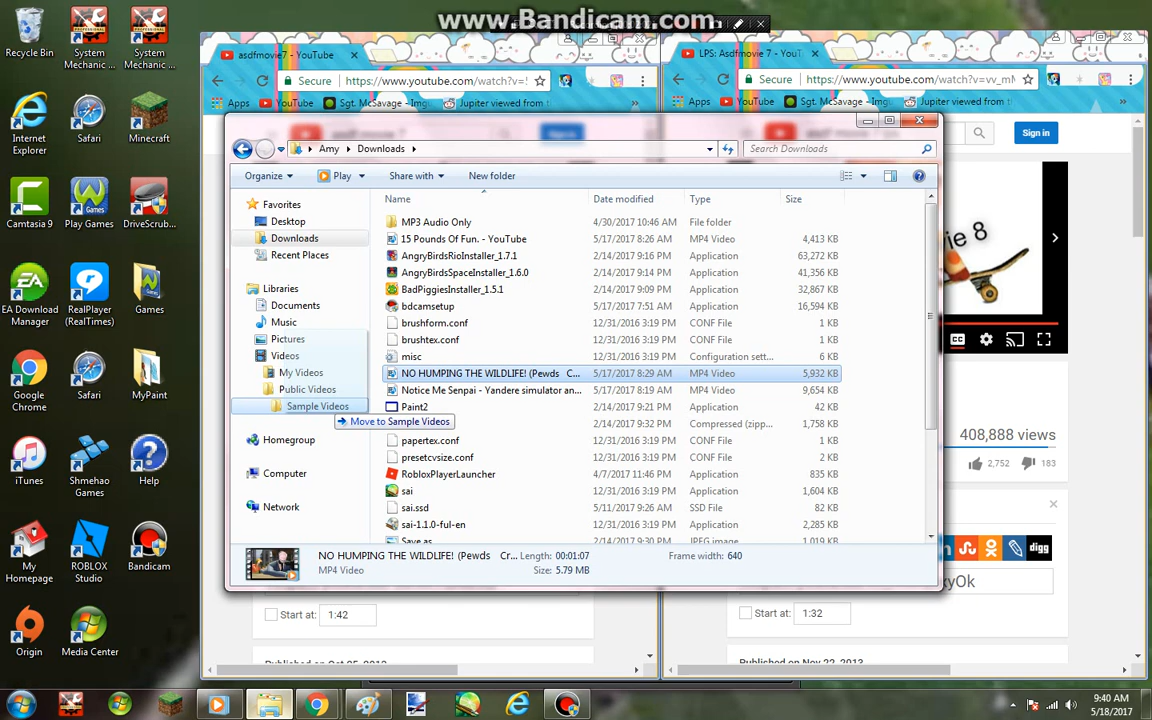 www.Bandicam.com
Recycle Bin
System Mechanic ...
System Mechanic ...
asdfmovie7 - YouTube
LPS: Asdfmovie 7 - YouT
Secure https://www.youtube.com/watch?v=
Secure https://www.youtube.com/watch?v=vv_mM
Apps YouTube Sgt. McSavage - Imgu Jupiter viewed from t »
Apps YouTube Sgt. McSavage - Imgu Jupiter viewed from t »
Sign in
Internet Explorer
Safari
Minecraft
Amy Downloads
Search Downloads
Organize Play Share with New folder
Name Date modified Type Size
Favorites
Desktop
Downloads
Recent Places
Libraries
Documents
Music
Pictures
Videos
My Videos
Public Videos
Sample Videos
Homegroup
Computer
Network
MP3 Audio Only 4/30/2017 10:46 AM File folder
15 Pounds Of Fun. - YouTube 5/17/2017 8:26 AM MP4 Video 4,413 KB
AngryBirdsRioInstaller_1.7.1 2/14/2017 9:16 PM Application 63,272 KB
AngryBirdsSpaceInstaller_1.6.0 2/14/2017 9:14 PM Application 41,356 KB
BadPiggiesInstaller_1.5.1 2/14/2017 9:09 PM Application 32,867 KB
bdcamsetup 5/17/2017 7:51 AM Application 16,594 KB
brushform.conf 12/31/2016 3:19 PM CONF File 1 KB
brushtex.conf 12/31/2016 3:19 PM CONF File 1 KB
misc 12/31/2016 3:19 PM Configuration sett... 6 KB
NO HUMPING THE WILDLIFE! (Pewds C... 5/17/2017 8:29 AM MP4 Video 5,932 KB
Notice Me Senpai - Yandere simulator an... 5/17/2017 8:19 AM MP4 Video 9,654 KB
Paint2 2/14/2017 9:21 PM Application 42 KB
Move to Sample Videos
2/14/2017 9:32 PM Compressed (zipp... 1,758 KB
papertex.conf 12/31/2016 3:19 PM CONF File 1 KB
presetcvsize.conf 12/31/2016 3:19 PM CONF File 2 KB
RobloxPlayerLauncher 4/7/2017 11:46 PM Application 835 KB
sai 12/31/2016 3:19 PM Application 1,604 KB
sai.ssd 5/11/2017 9:26 AM SSD File 82 KB
sai-1.1.0-ful-en 12/31/2016 3:19 PM Application 2,285 KB
Save as 2/14/2017 9:30 PM JPEG image 1,019 KB
NO HUMPING THE WILDLIFE! (Pewds Cr... Length: 00:01:07 Frame width: 640
MP4 Video Size: 5.79 MB
Camtasia 9
Play Games
DriveScrub...
EA Download Manager
RealPlayer (RealTimes)
Games
Google Chrome
Safari
MyPaint
iTunes
Shmehao Games
Help
My Homepage
ROBLOX Studio
Bandicam
Origin
Media Center
ie 8
CC
408,888 views
2,752 183
digg
xyOk
Start at: 1:42
Start at: 1:32
Published on Nov 22, 2013
9:40 AM
5/18/2017